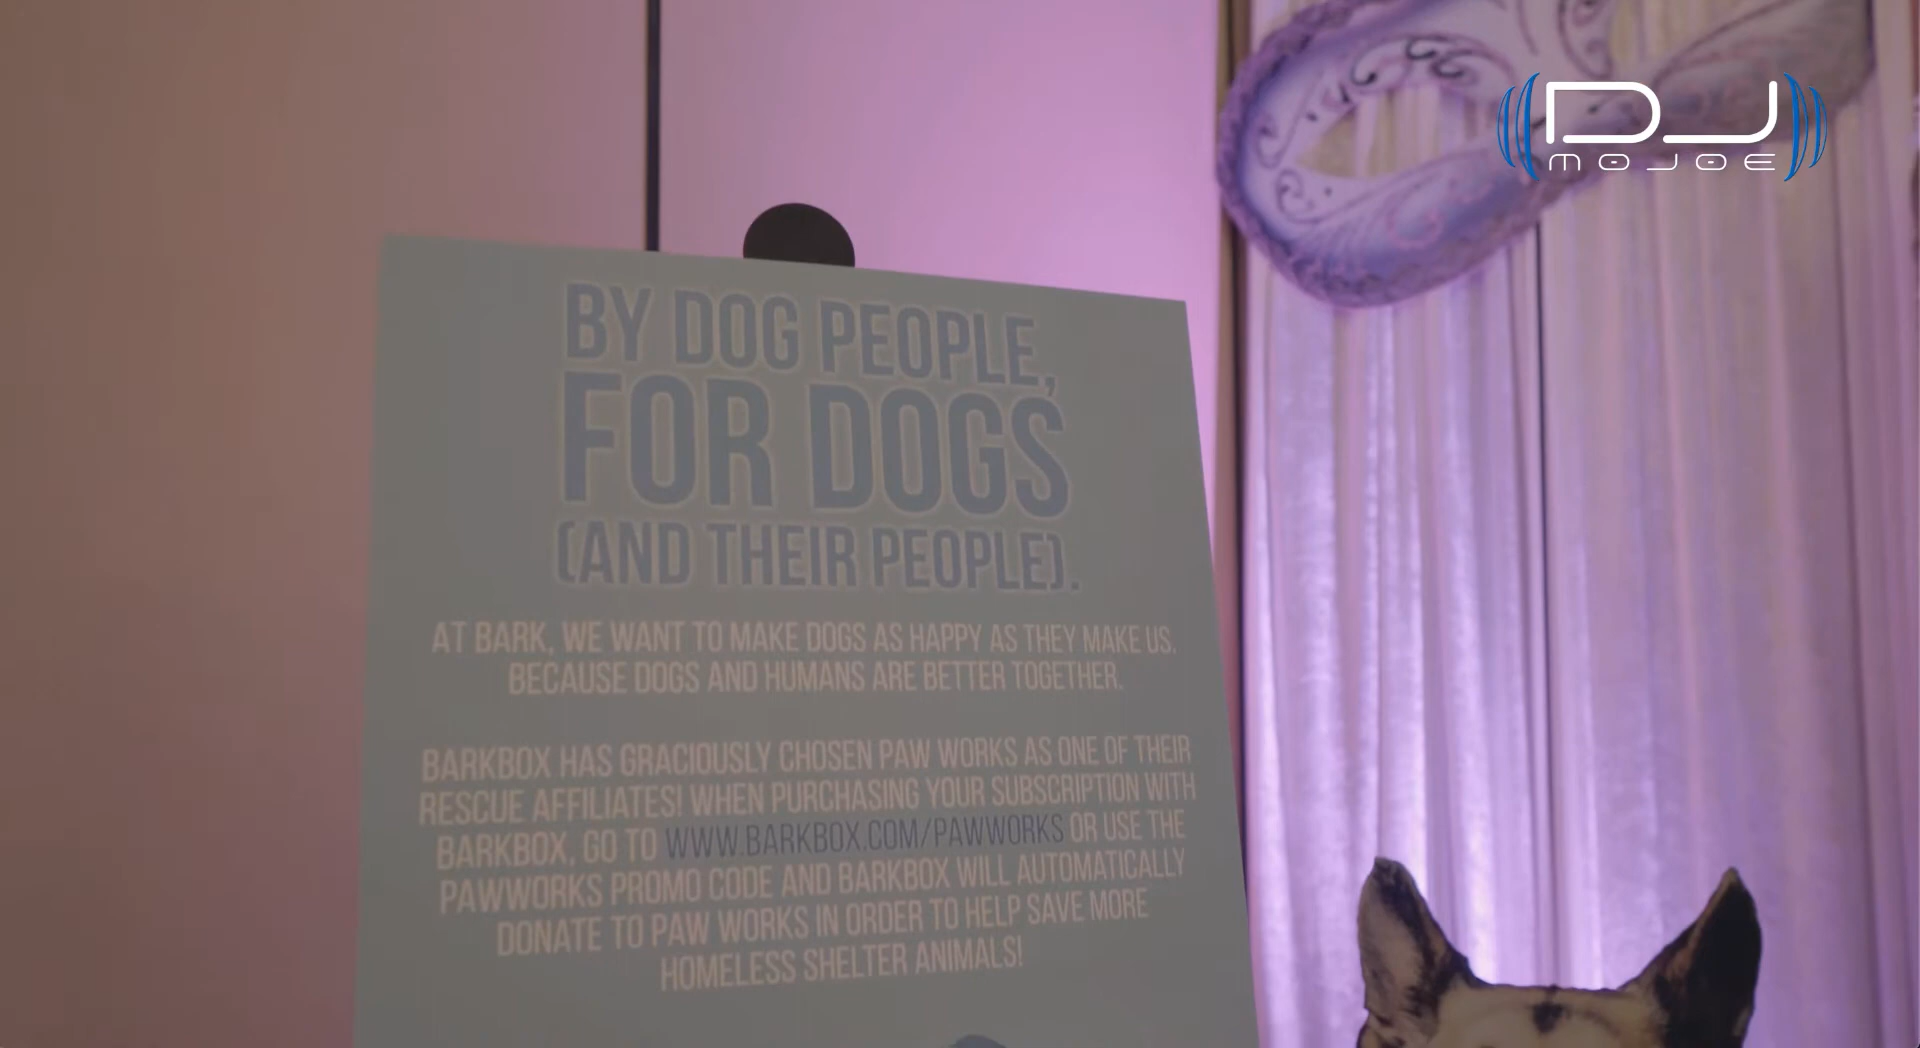 DJ
MOJOE
BY DOG PEOPLE,
FOR DOGS
(AND THEIR PEOPLE).
AT BARK, WE WANT TO MAKE DOGS AS HAPPY AS THEY MAKE US,
BECAUSE DOGS AND HUMANS ARE BETTER TOGETHER.
BARKBOX HAS GRACIOUSLY CHOSEN PAW WORKS AS ONE OF THEIR
RESCUE AFFILIATES! WHEN PURCHASING YOUR SUBSCRIPTION WITH
BARKBOX, GO TO WWW.BARKBOX.COM/PAWWORKS OR USE THE
PAWWORKS PROMO CODE AND BARKBOX WILL AUTOMATICALLY
DONATE TO PAW WORKS IN ORDER TO HELP SAVE MORE
HOMELESS SHELTER ANIMALS!